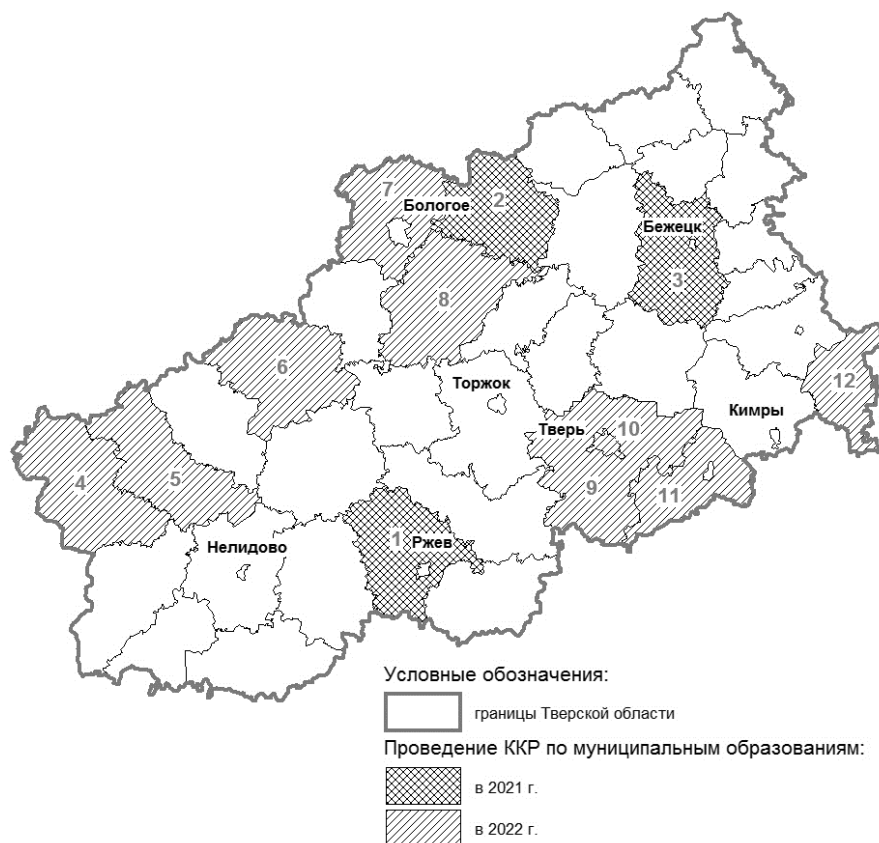 7
2
Бологое
Бежецк
3
8
6
Торжок
12
Кимры
Тверь
10
4
5
9
11
1
Ржев
Нелидово
Условные обозначения:
границы Тверской области
Проведение ККР по муниципальным образованиям:
в 2021 г.
в 2022 г.